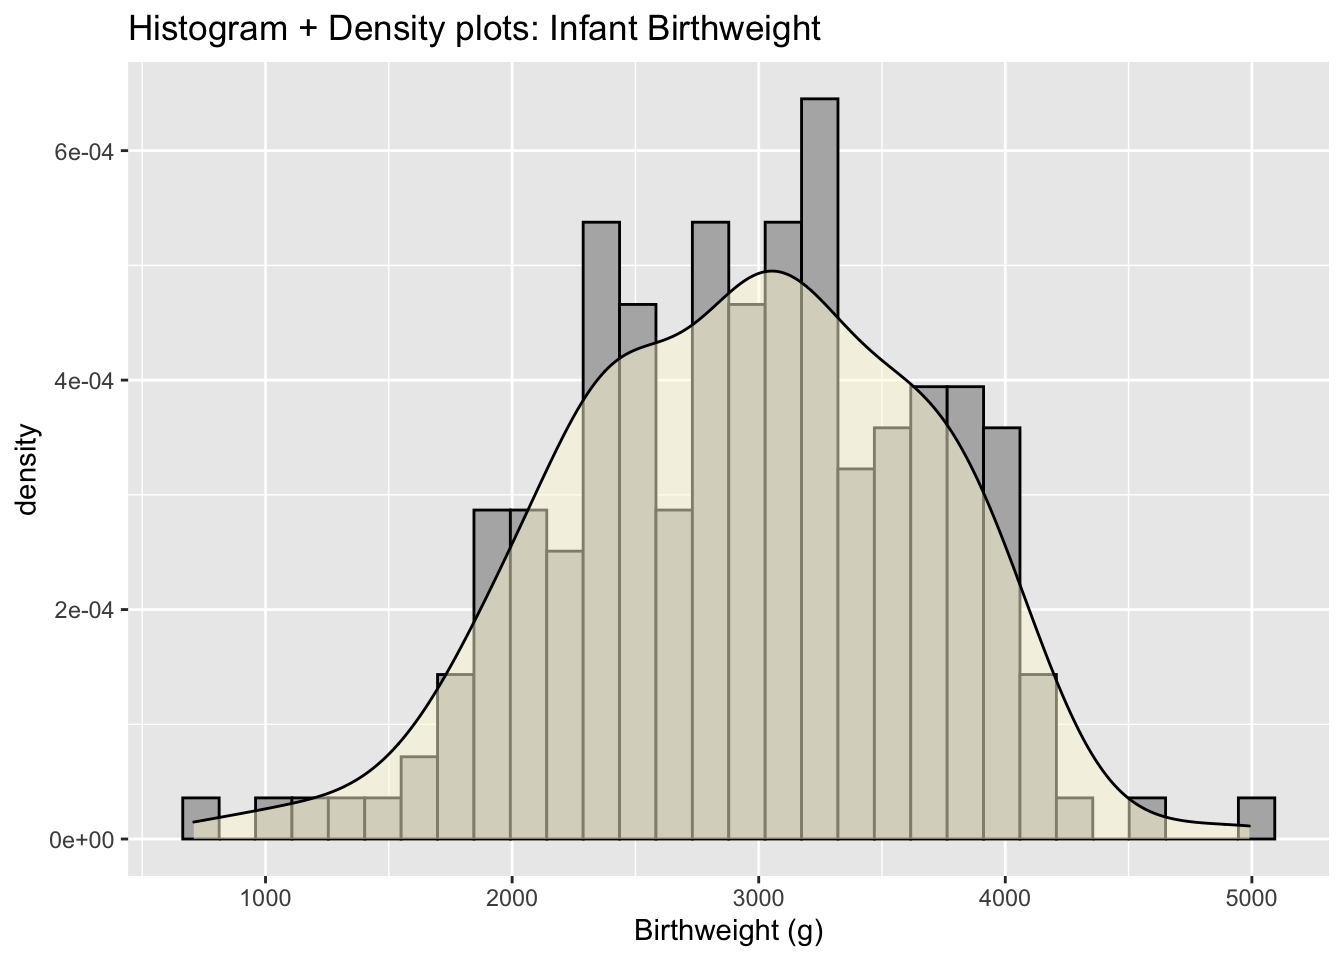 Histogram + Density plots: Infant Birthweight
6e-04
4e-04
2e-04
0e+00
density
1000 2000 3000 4000 5000
Birthweight (g)